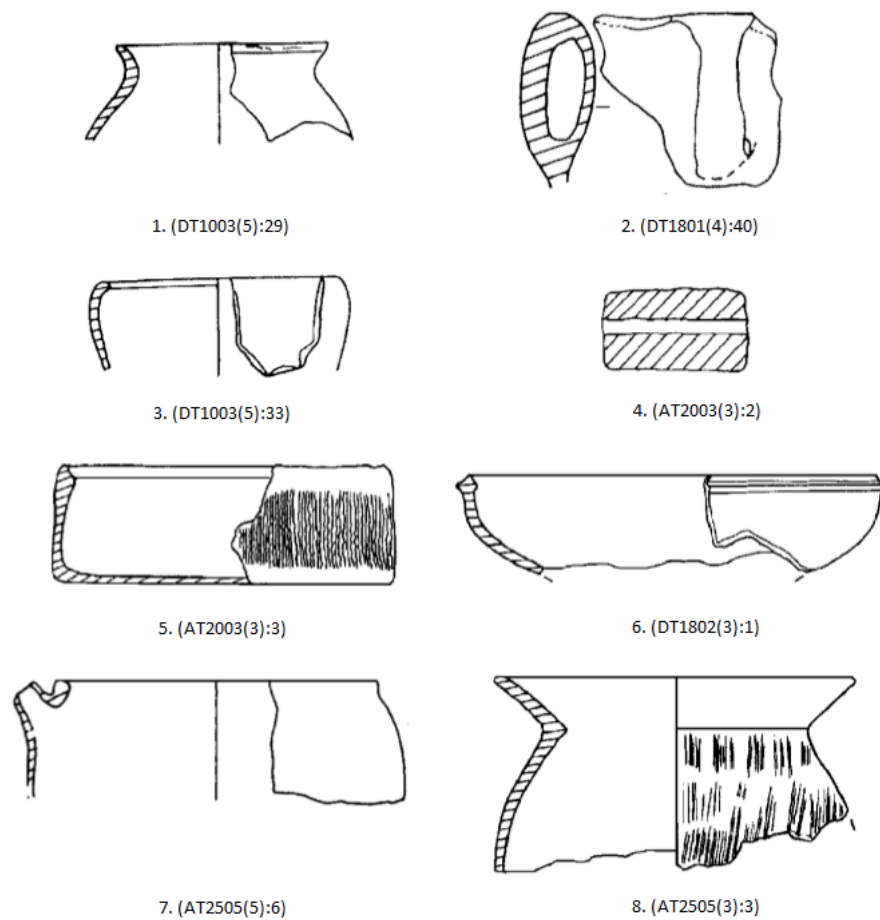 1. (DT1003(5):29)
2. (DT1801(4):40)
3. (DT1003(5):33)
4. (AT2003(3):2)
5. (AT2003(3):3)
6. (DT1802(3):1)
7. (AT2505(5):6)
8. (AT2505(3):3)